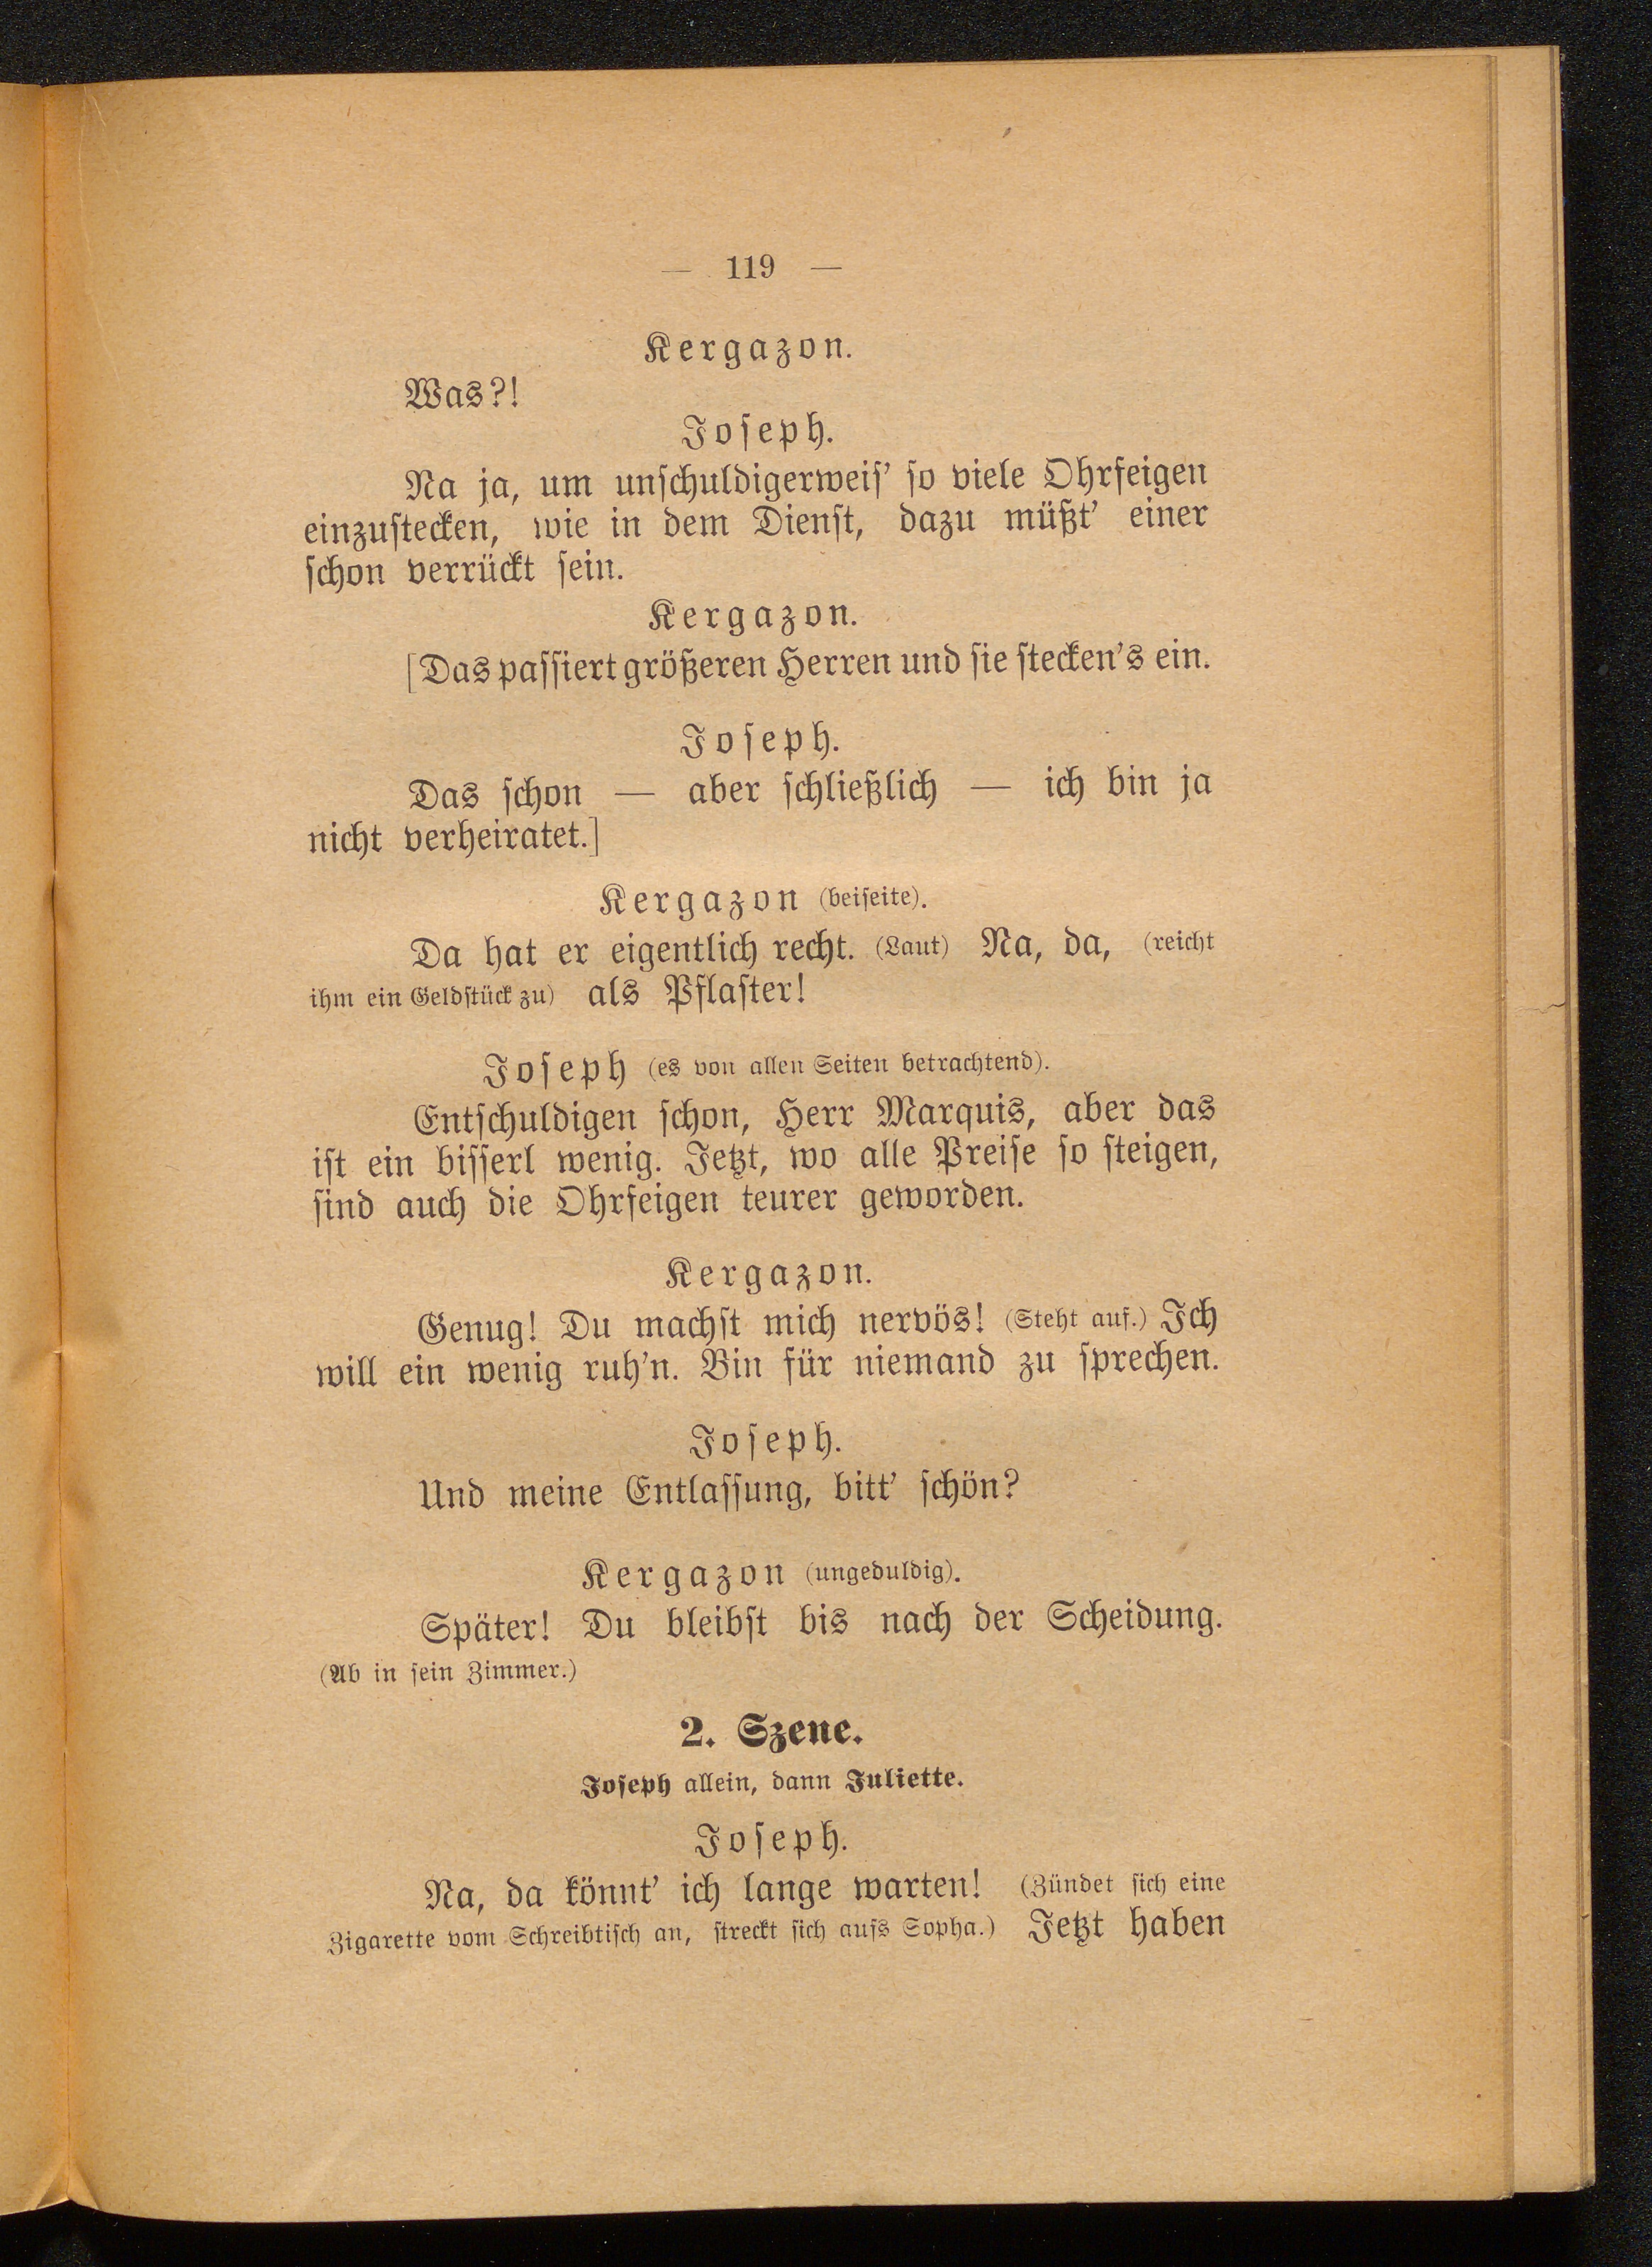 — 119 —
Kergazon.
Was?!
Joseph.
Na ja, um unschuldigerweis' so viele Ohrfeigen
einzustecken, wie in dem Dienst, dazu müßt' einer
schon verrückt sein.
Kergazon.
[Das passiert größeren Herren und sie stecken's ein.
Joseph.
Das schon — aber schließlich — ich bin ja
nicht verheiratet.]
Kergazon (beiseite).
Da hat er eigentlich recht. (Laut) Na, da, (reicht
ihm ein Geldstück zu) als Pflaster!
Joseph (es von allen Seiten betrachtend).
Entschuldigen schon, Herr Marquis, aber das
ist ein bisserl wenig. Jetzt, wo alle Preise so steigen,
sind auch die Ohrfeigen teurer geworden.
Kergazon.
Genug! Du machst mich nervös! (Steht auf.) Ich
will ein wenig ruh'n. Bin für niemand zu sprechen.
Joseph.
Und meine Entlassung, bitt' schön?
Kergazon (ungeduldig).
Später! Du bleibst bis nach der Scheidung.
(Ab in sein Zimmer.)
2. Szene.
Joseph allein, dann Juliette.
Joseph.
Na, da könnt' ich lange warten! (Zündet sich eine
Zigarette vom Schreibtisch an, streckt sich aufs Sopha.) Jetzt haben